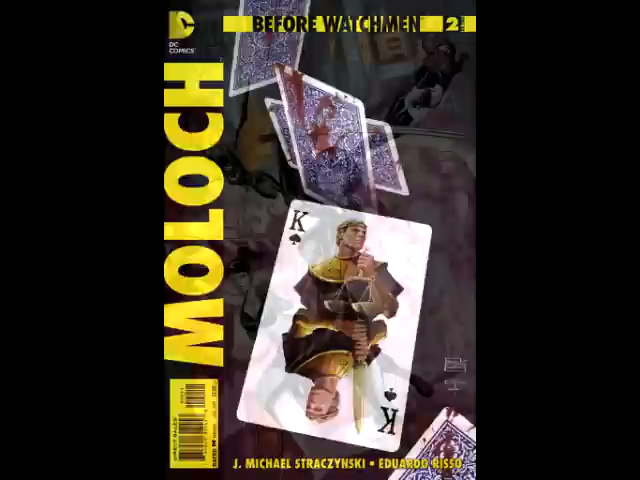 BEFORE WATCHMEN
2
DC COMICS
MOLOCH
K
K
J. MICHAEL STRACZYNSKI • EDUARDO RISSO